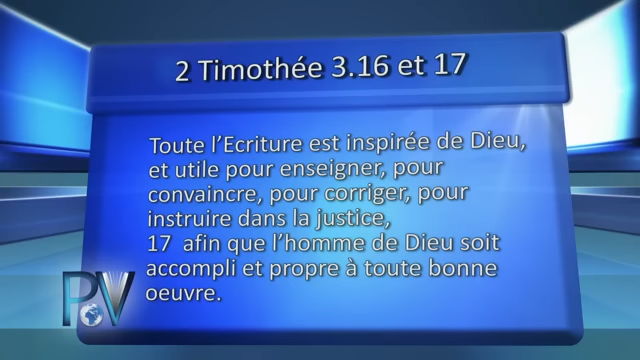 2 Timothée 3.16 et 17
Toute l’Ecriture est inspirée de Dieu,
et utile pour enseigner, pour
convaincre, pour corriger, pour
instruire dans la justice,
17 afin que l’homme de Dieu soit
accompli et propre à toute bonne
oeuvre.
PV